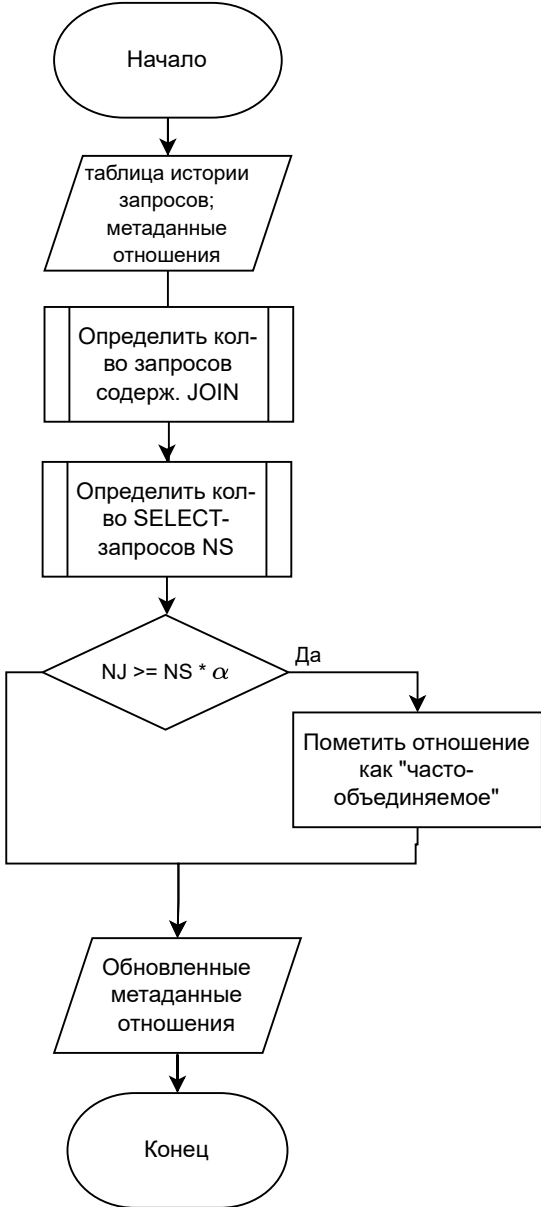 Начало
таблица истории
запросов;
метаданные
отношения
Определить кол-
во запросов
содерж. JOIN
Определить кол-
во SELECT-
запросов NS
NJ >= NS * α
Да
Пометить отношение
как "часто-
объединяемое"
Обновленные
метаданные
отношения
Конец